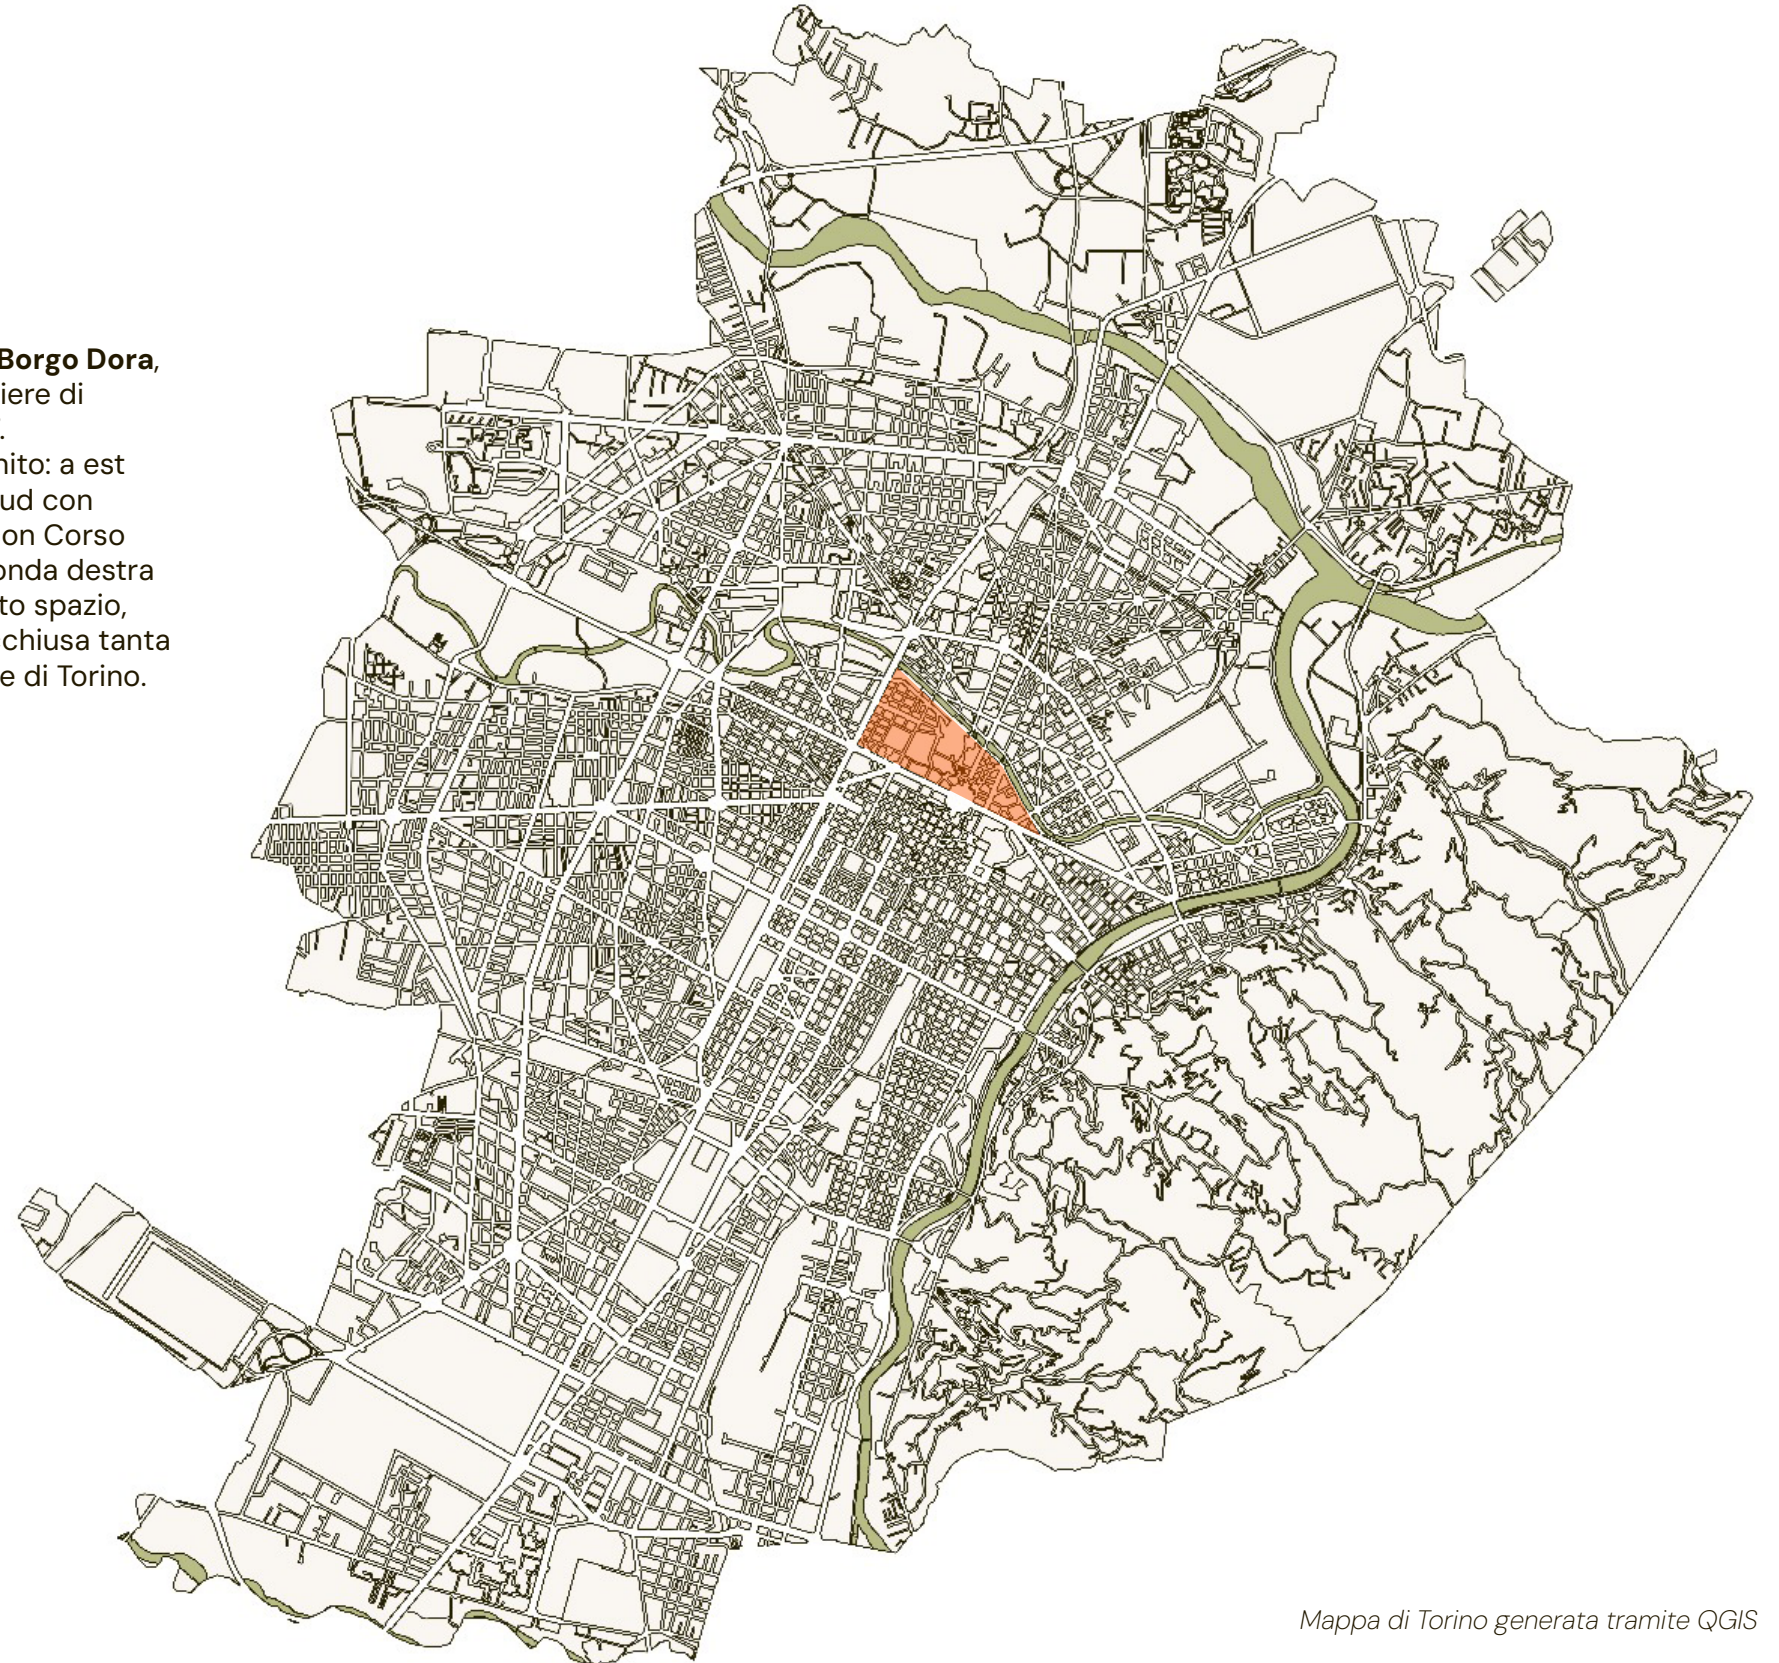 Borgo Dora,
iere di
.
nito: a est
ud con
on Corso
onda destra
to spazio,
chiusa tanta
e di Torino.
Mappa di Torino generata tramite QGIS